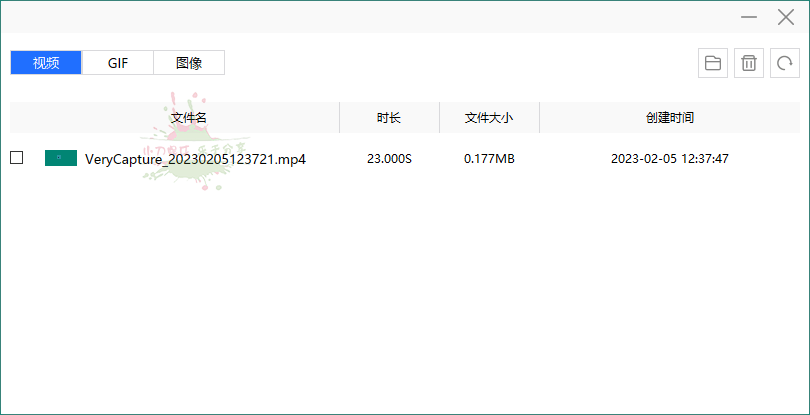 视频 GIF 图像
文件名 时长 文件大小 创建时间
VeryCapture_20230205123721.mp4 23.000S 0.177MB 2023-02-05 12:37:47
小刀娱乐 乐于分享